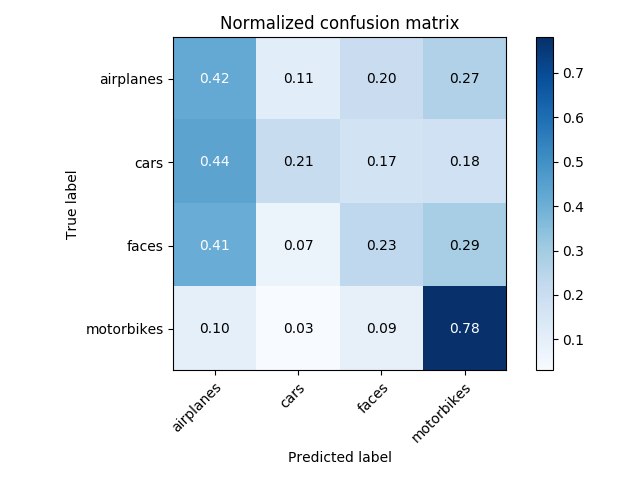 Normalized confusion matrix
True label
airplanes 0.42 0.11 0.20 0.27
cars 0.44 0.21 0.17 0.18
faces 0.41 0.07 0.23 0.29
motorbikes 0.10 0.03 0.09 0.78
airplanes cars faces motorbikes
Predicted label
0.7
0.6
0.5
0.4
0.3
0.2
0.1